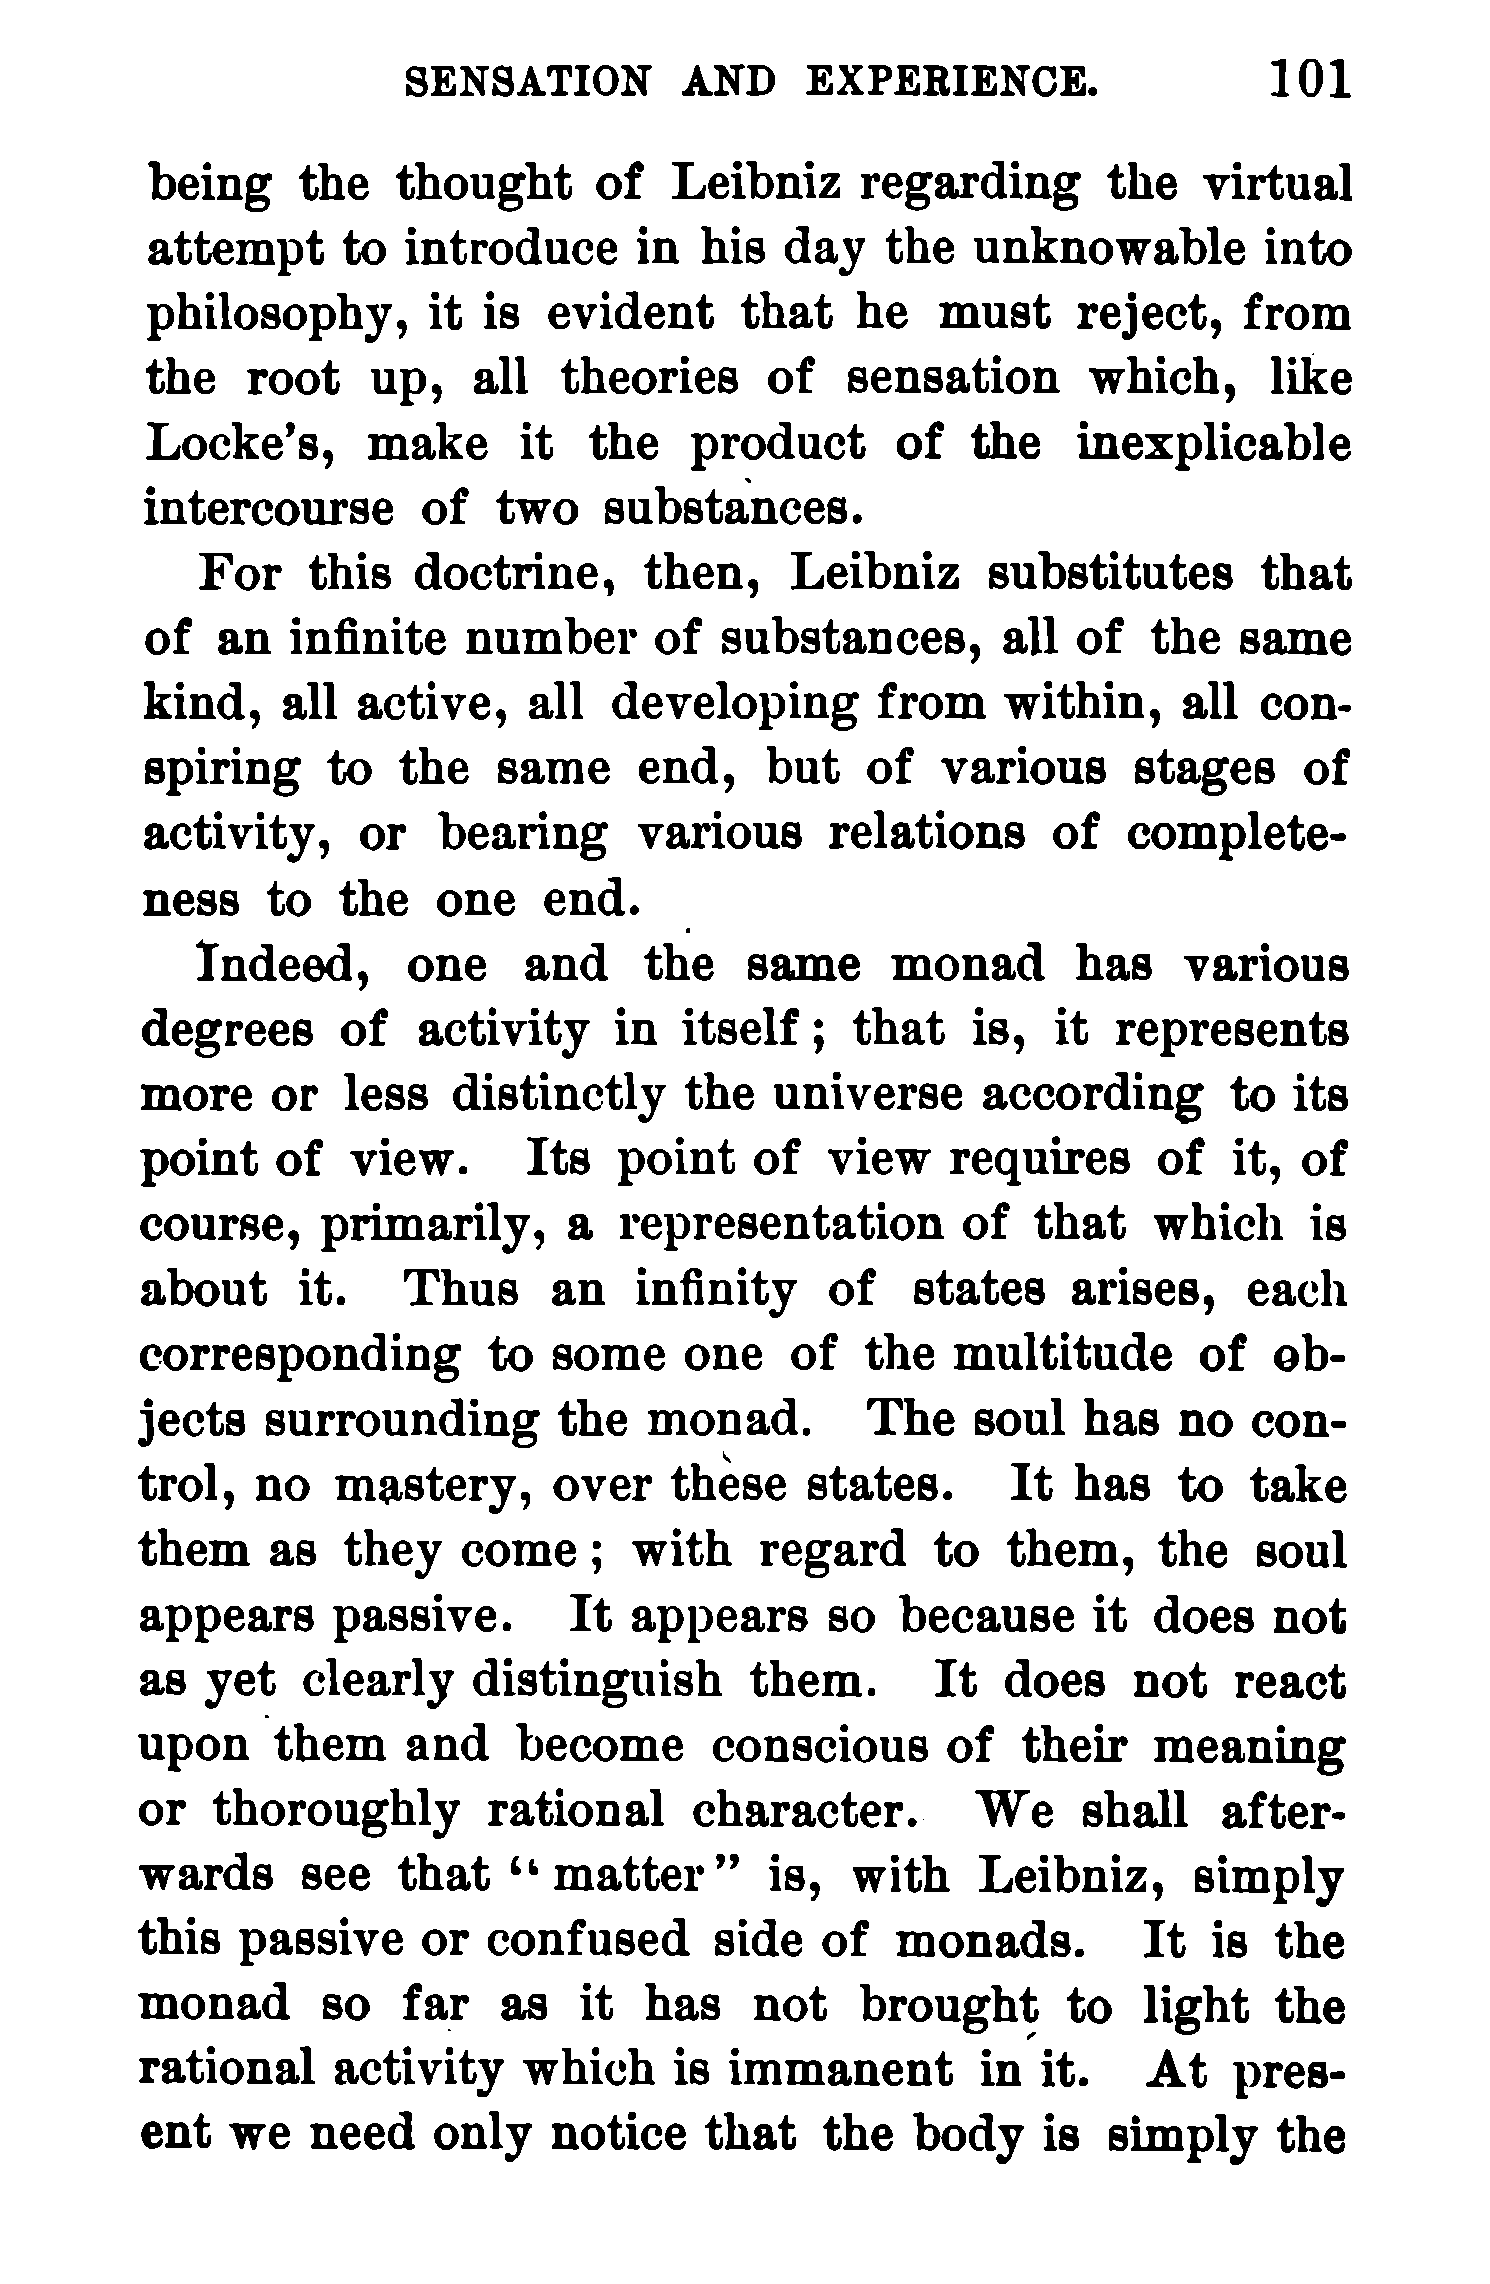 SENSATION AND EXPERIENCE. 101
being the thought of Leibniz regarding the virtual
attempt to introduce in his day the unknowable into
philosophy, it is evident that he must reject, from
the root up, all theories of sensation which, like
Locke's, make it the product of the inexplicable
intercourse of two substances.
For this doctrine, then, Leibniz substitutes that
of an infinite number of substances, all of the same
kind, all active, all developing from within, all con-
spiring to the same end, but of various stages of
activity, or bearing various relations of complete-
ness to the one end.
Indeed, one and the same monad has various
degrees of activity in itself; that is, it represents
more or less distinctly the universe according to its
point of view. Its point of view requires of it, of
course, primarily, a representation of that which is
about it. Thus an infinity of states arises, each
corresponding to some one of the multitude of ob-
jects surrounding the monad. The soul has no con-
trol, no mastery, over these states. It has to take
them as they come; with regard to them, the soul
appears passive. It appears so because it does not
as yet clearly distinguish them. It does not react
upon them and become conscious of their meaning
or thoroughly rational character. We shall after-
wards see that "matter" is, with Leibniz, simply
this passive or confused side of monads. It is the
monad so far as it has not brought to light the
rational activity which is immanent in it. At pres-
ent we need only notice that the body is simply the